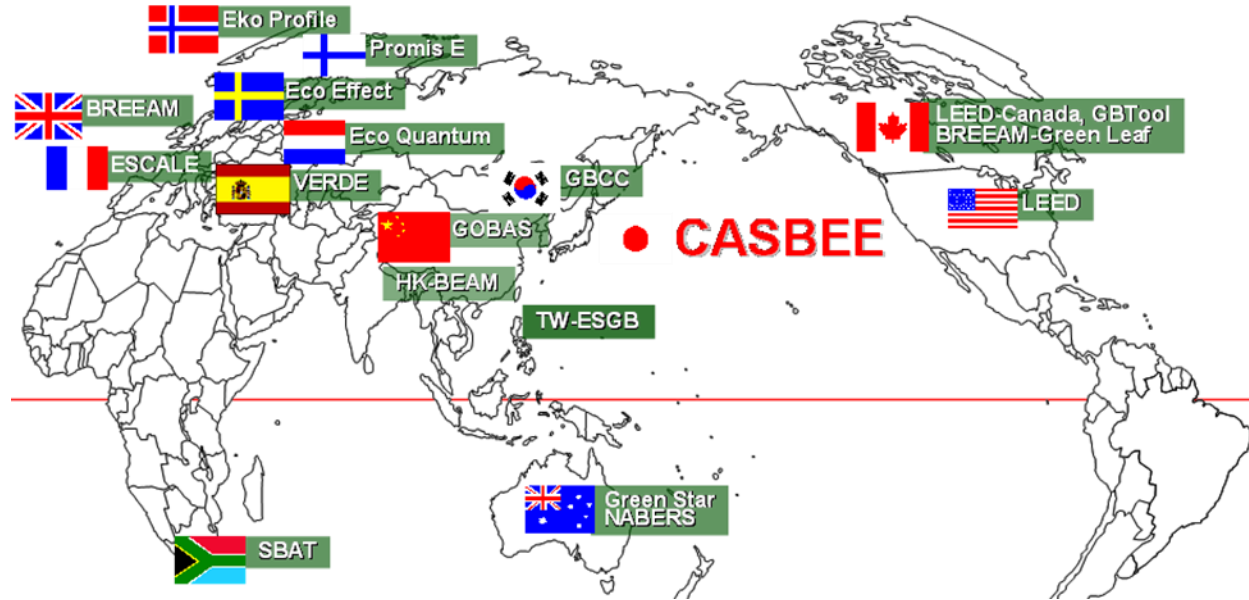 Eko Profile
Promis E
Eco Effect
BREEAM
LEED-Canada, GBTool
BREEAM-Green Leaf
Eco Quantum
ESCALE
VERDE
GBCC
LEED
GOBAS
CASBEE
HK-BEAM
TW-ESGB
Green Star
NABERS
SBAT